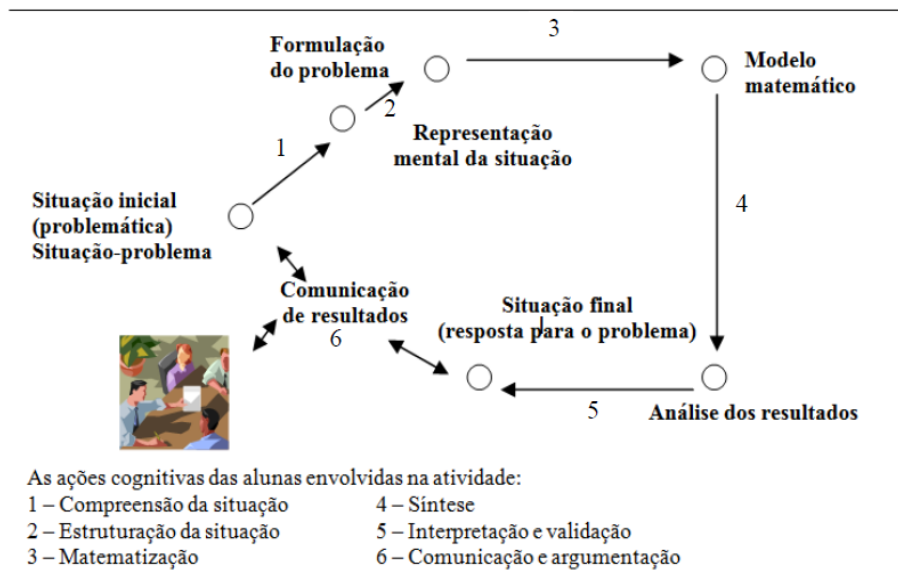 3
Formulação
do problema
Modelo
matemático
2
Representação
mental da situação
1
Situação inicial
(problemática)
Situação-problema
4
Comunicação
de resultados
6
Situação final
(resposta para o problema)
5
Análise dos resultados
As ações cognitivas das alunas envolvidas na atividade:
1 – Compreensão da situação
2 – Estruturação da situação
3 – Matematização
4 – Síntese
5 – Interpretação e validação
6 – Comunicação e argumentação